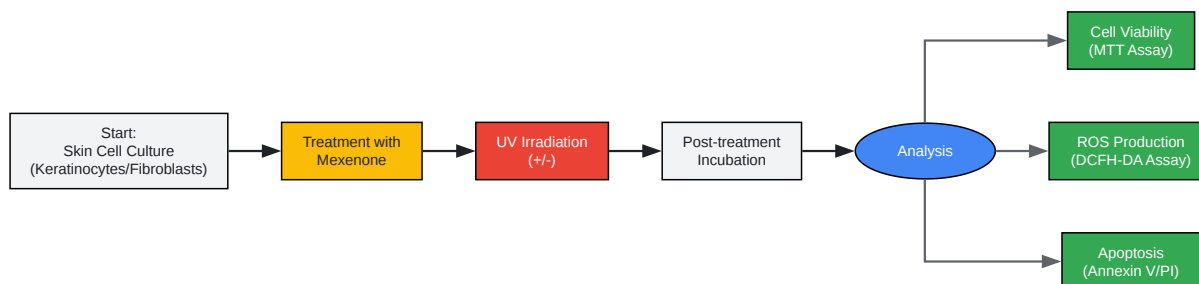 Start:
Skin Cell Culture
(Keratinocytes/Fibroblasts)
Treatment with
Mexenone
UV Irradiation
(+/-)
Post-treatment
Incubation
Analysis
Cell Viability
(MTT Assay)
ROS Production
(DCFH-DA Assay)
Apoptosis
(Annexin V/PI)